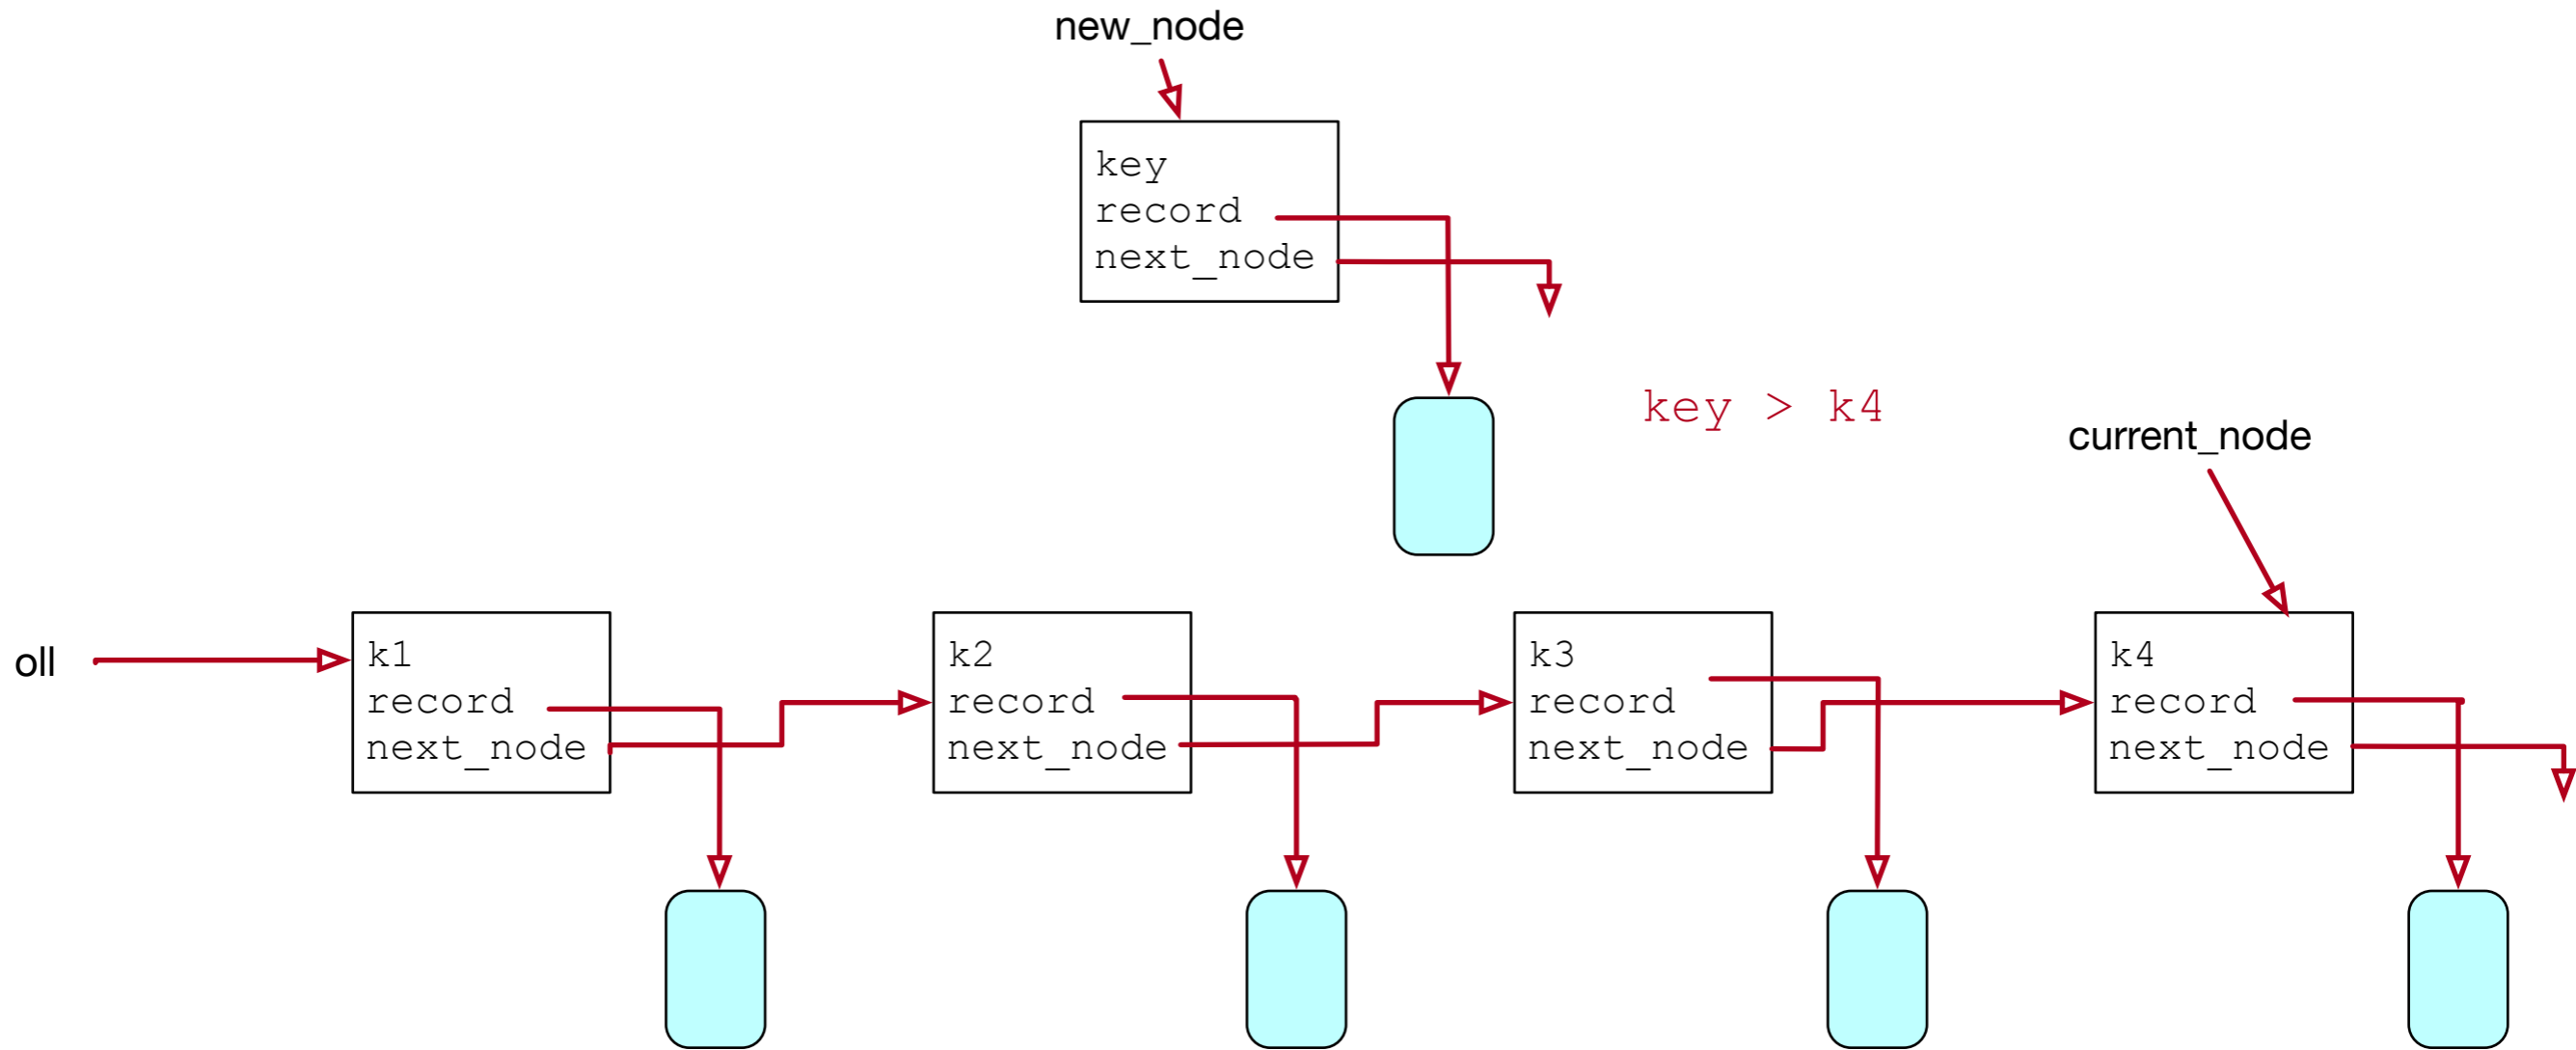 new_node
key
record
next_node
key > k4
current_node
oll
k1
record
next_node
k2
record
next_node
k3
record
next_node
k4
record
next_node